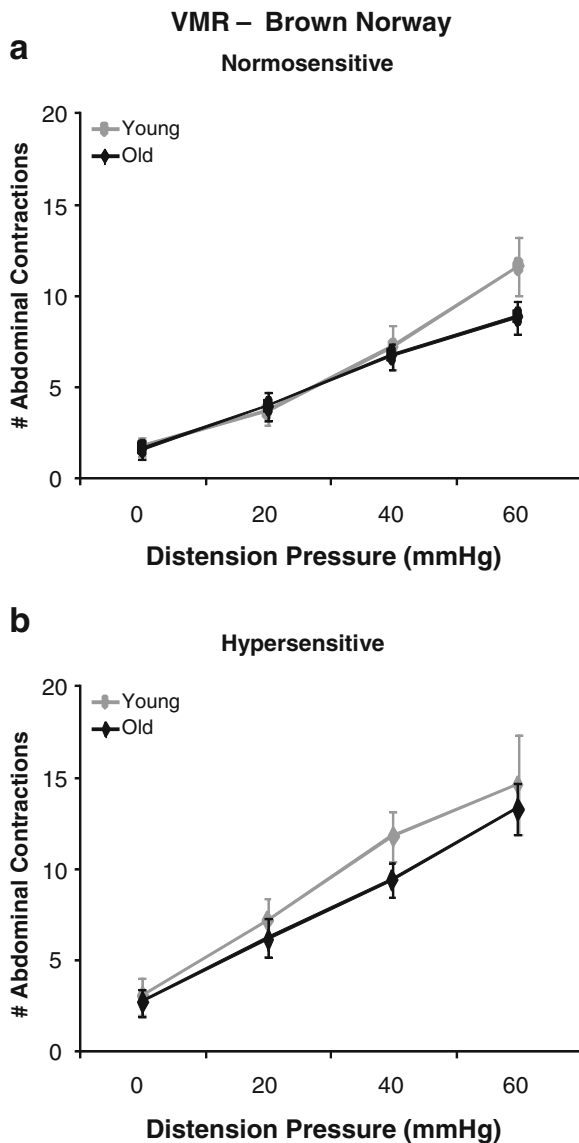 VMR – Brown Norway
a
Normosensitive
20
Young
Old
15
10
5
0
# Abdominal Contractions
0 20 40 60
Distension Pressure (mmHg)
b
Hypersensitive
20
Young
Old
15
10
5
0
# Abdominal Contractions
0 20 40 60
Distension Pressure (mmHg)